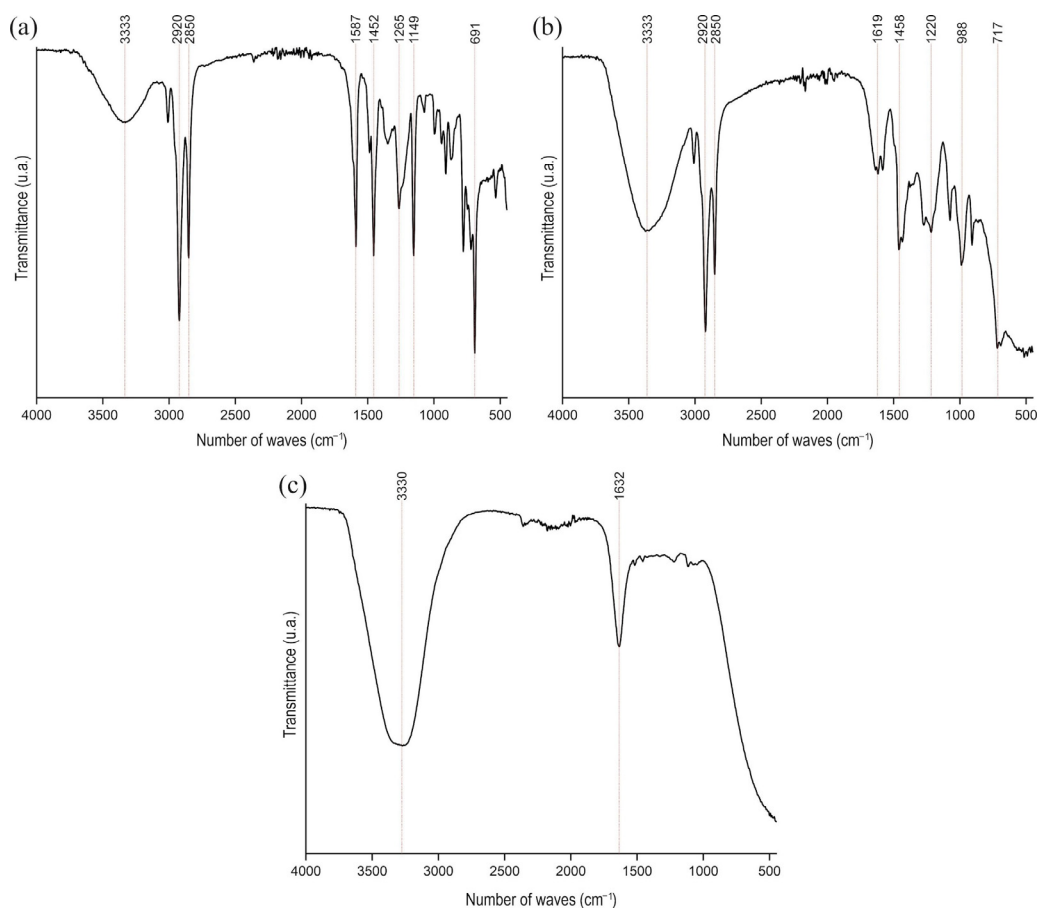 (a)
3333
2920
2850
1587
1452
1265
1149
691
Transmittance (u.a.)
4000 3500 3000 2500 2000 1500 1000 500
Number of waves (cm⁻¹)
(b)
3333
2920
2850
1619
1458
1220
988
717
Transmittance (u.a.)
4000 3500 3000 2500 2000 1500 1000 500
Number of waves (cm⁻¹)
(c)
3330
1632
Transmittance (u.a.)
4000 3500 3000 2500 2000 1500 1000 500
Number of waves (cm⁻¹)